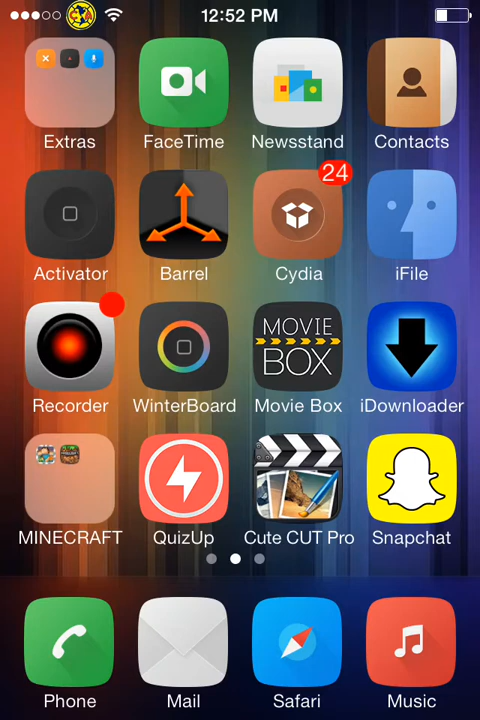 12:52 PM
Extras
FaceTime
Newsstand
Contacts
24
Activator
Barrel
Cydia
iFile
MOVIE
BOX
Recorder
WinterBoard
Movie Box
iDownloader
MINECRAFT
QuizUp
Cute CUT Pro
Snapchat
Phone
Mail
Safari
Music